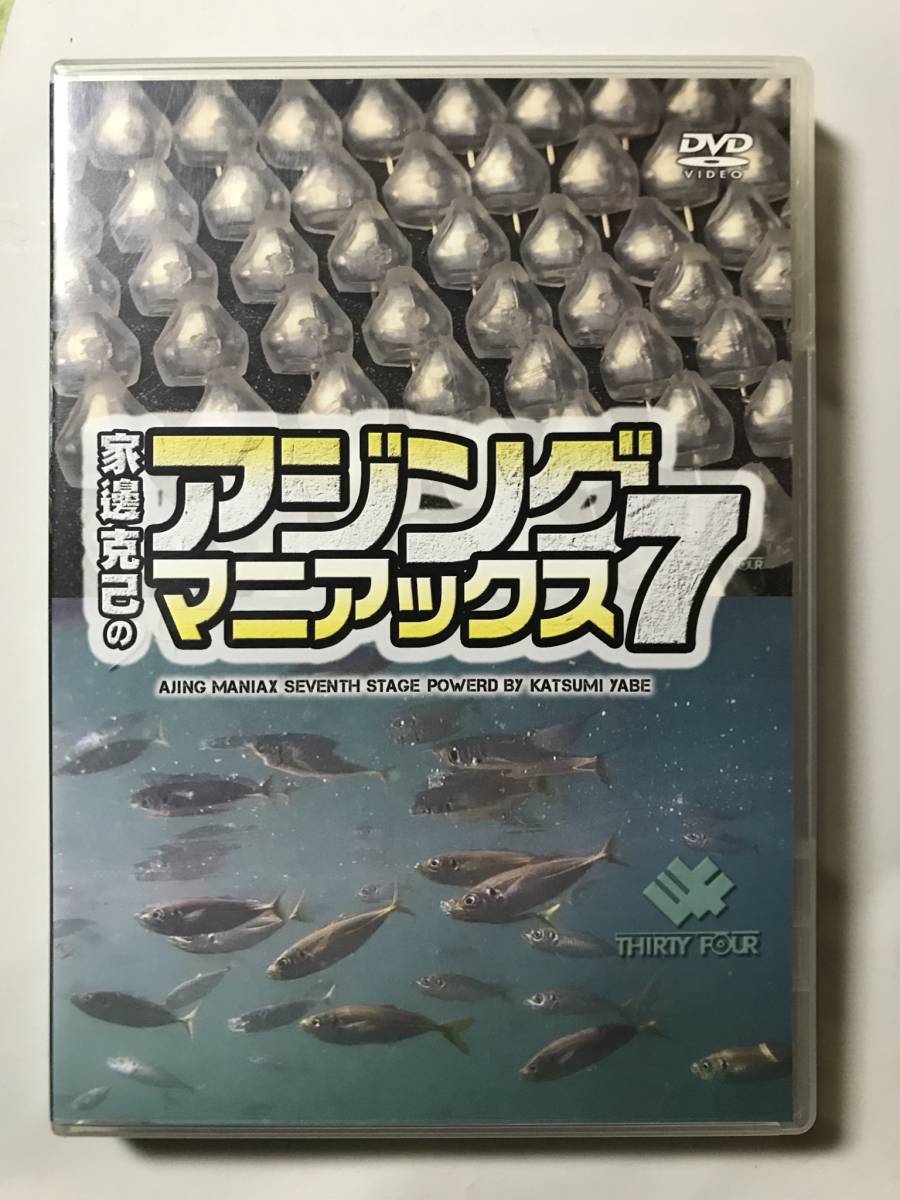 DVD
VIDEO
家邊克己の
アジング
マニアックス7
AJING MANIAX SEVENTH STAGE POWERD BY KATSUMI YABE
OUR
THIRTY FOUR